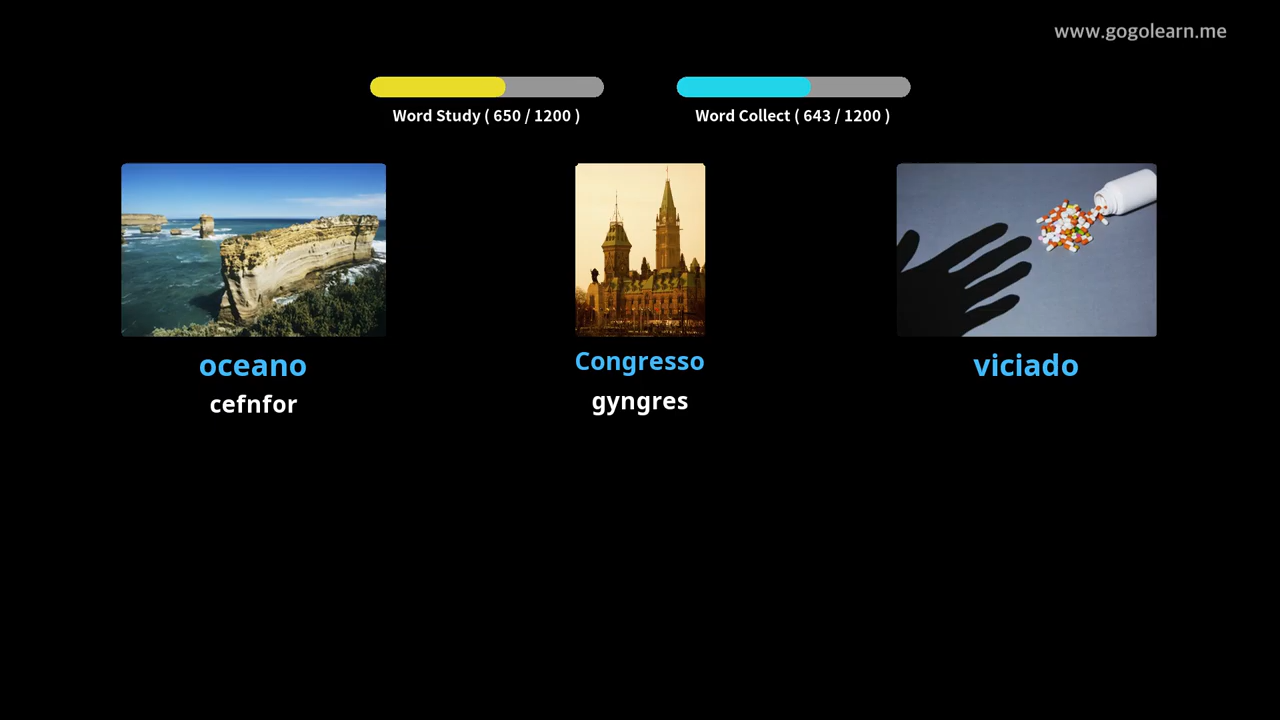 www.gogolearn.me
Word Study ( 650 / 1200 )
Word Collect ( 643 / 1200 )
oceano
cefnfor
Congresso
gyngres
viciado